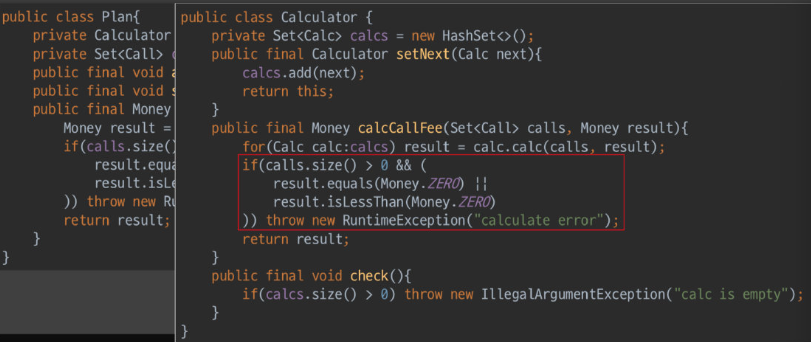 public class Plan{
private Calculator
private Set<Call> c
public final void a
public final void s
public final Money
Money result =
if(calls.size()
result.equa
result.isLe
)) throw new Ru
return result;
}
}
public class Calculator {
private Set<Calc> calcs = new HashSet<>();
public final Calculator setNext(Calc next){
calcs.add(next);
return this;
}
public final Money calcCallFee(Set<Call> calls, Money result){
for(Calc calc:calcs) result = calc.calc(calls, result);
if(calls.size() > 0 && (
result.equals(Money.ZERO) ||
result.isLessThan(Money.ZERO)
)) throw new RuntimeException("calculate error");
return result;
}
public final void check(){
if(calcs.size() > 0) throw new IllegalArgumentException("calc is empty");
}
}